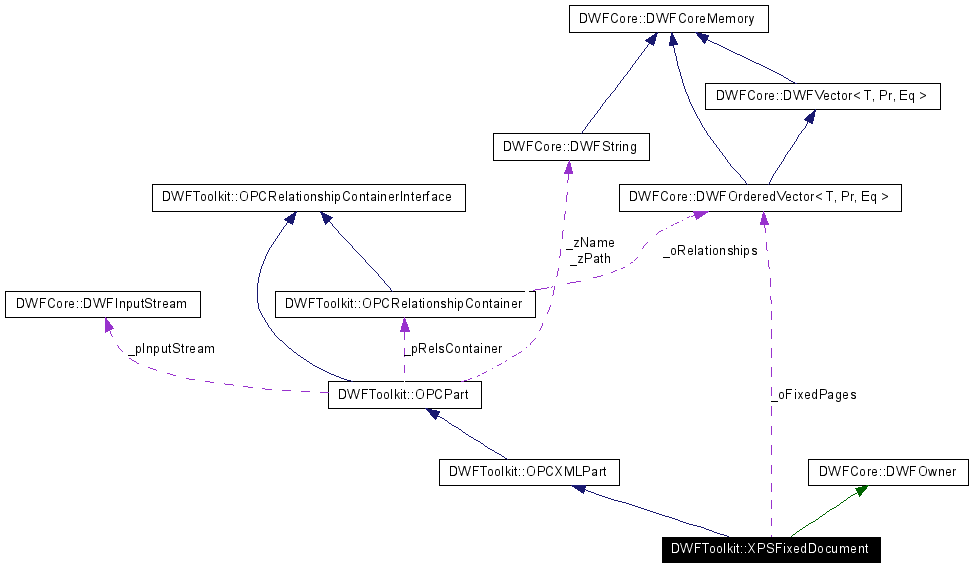 DWFCore::DWFCoreMemory
DWFCore::DWFVector< T, Pr, Eq >
DWFCore::DWFString
DWFToolkit::OPCRelationshipContainerInterface
DWFCore::DWFOrderedVector< T, Pr, Eq >
_zName
_zPath
_oRelationships
DWFCore::DWFInputStream
DWFToolkit::OPCRelationshipContainer
_pInputStream
_pRelsContainer
DWFToolkit::OPCPart
_oFixedPages
DWFToolkit::OPCXMLPart
DWFCore::DWFOwner
DWFToolkit::XPSFixedDocument